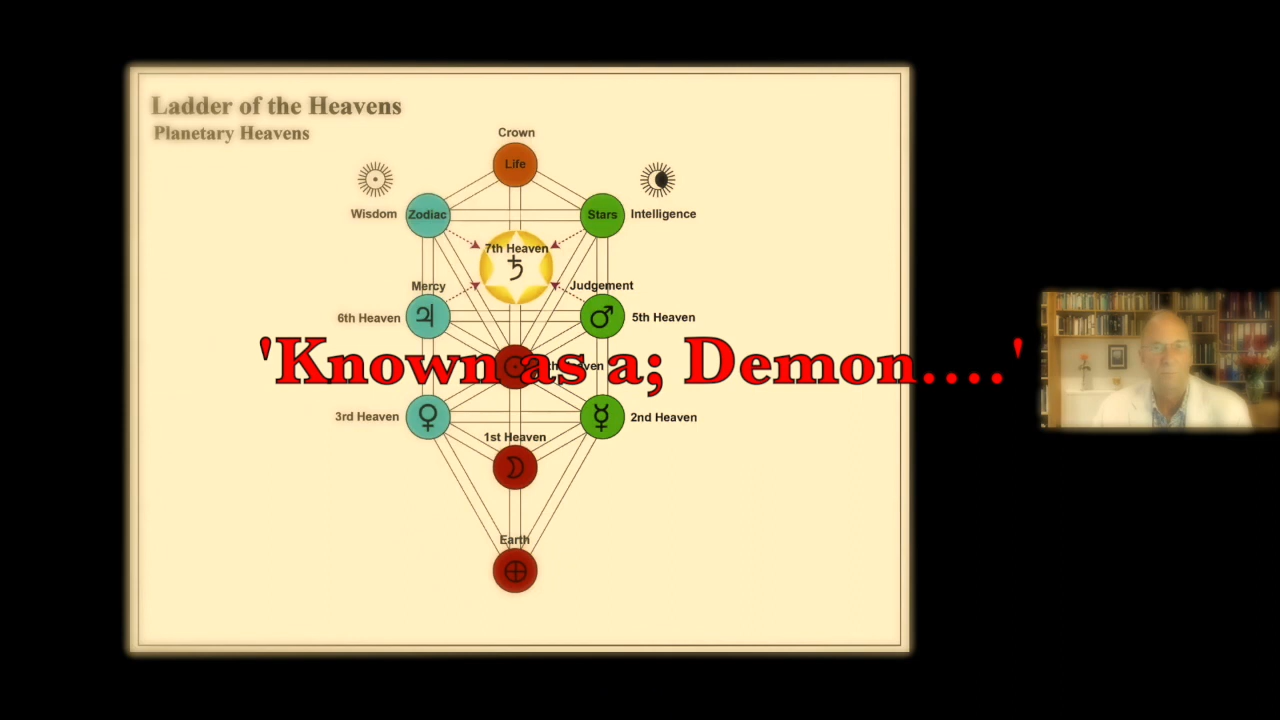 Ladder of the Heavens
Planetary Heavens
Crown
Life
Wisdom
Zodiac
Stars
Intelligence
7th Heaven
Mercy
Judgement
6th Heaven
5th Heaven
'Known as a; Demon....'
3rd Heaven
2nd Heaven
1st Heaven
Earth